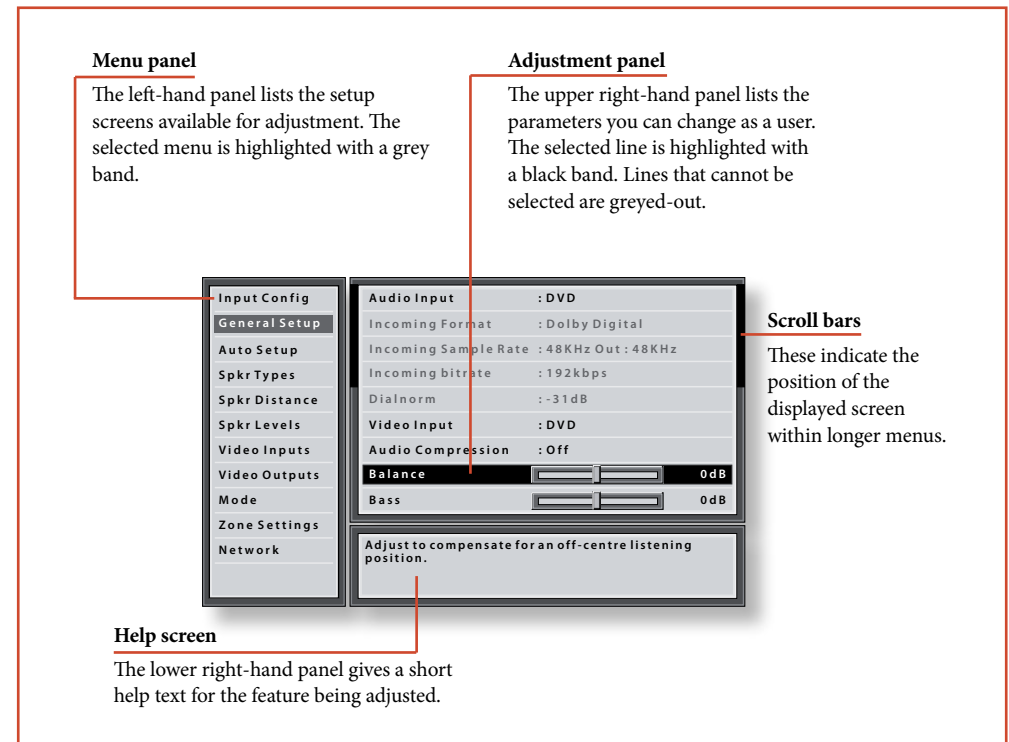 Menu panel
The left-hand panel lists the setup
screens available for adjustment. The
selected menu is highlighted with a grey
band.
Adjustment panel
The upper right-hand panel lists the
parameters you can change as a user.
The selected line is highlighted with
a black band. Lines that cannot be
selected are greyed-out.
Input Config
General Setup
Auto Setup
Spkr Types
Spkr Distance
Spkr Levels
Video Inputs
Video Outputs
Mode
Zone Settings
Network
Audio Input : DVD
Incoming Format : Dolby Digital
Incoming Sample Rate : 48KHz Out : 48KHz
Incoming bitrate : 192kbps
Dialnorm : -31dB
Video Input : DVD
Audio Compression : Off
Balance 0dB
Bass 0dB
Adjust to compensate for an off-centre listening
position.
Scroll bars
These indicate the
position of the
displayed screen
within longer menus.
Help screen
The lower right-hand panel gives a short
help text for the feature being adjusted.